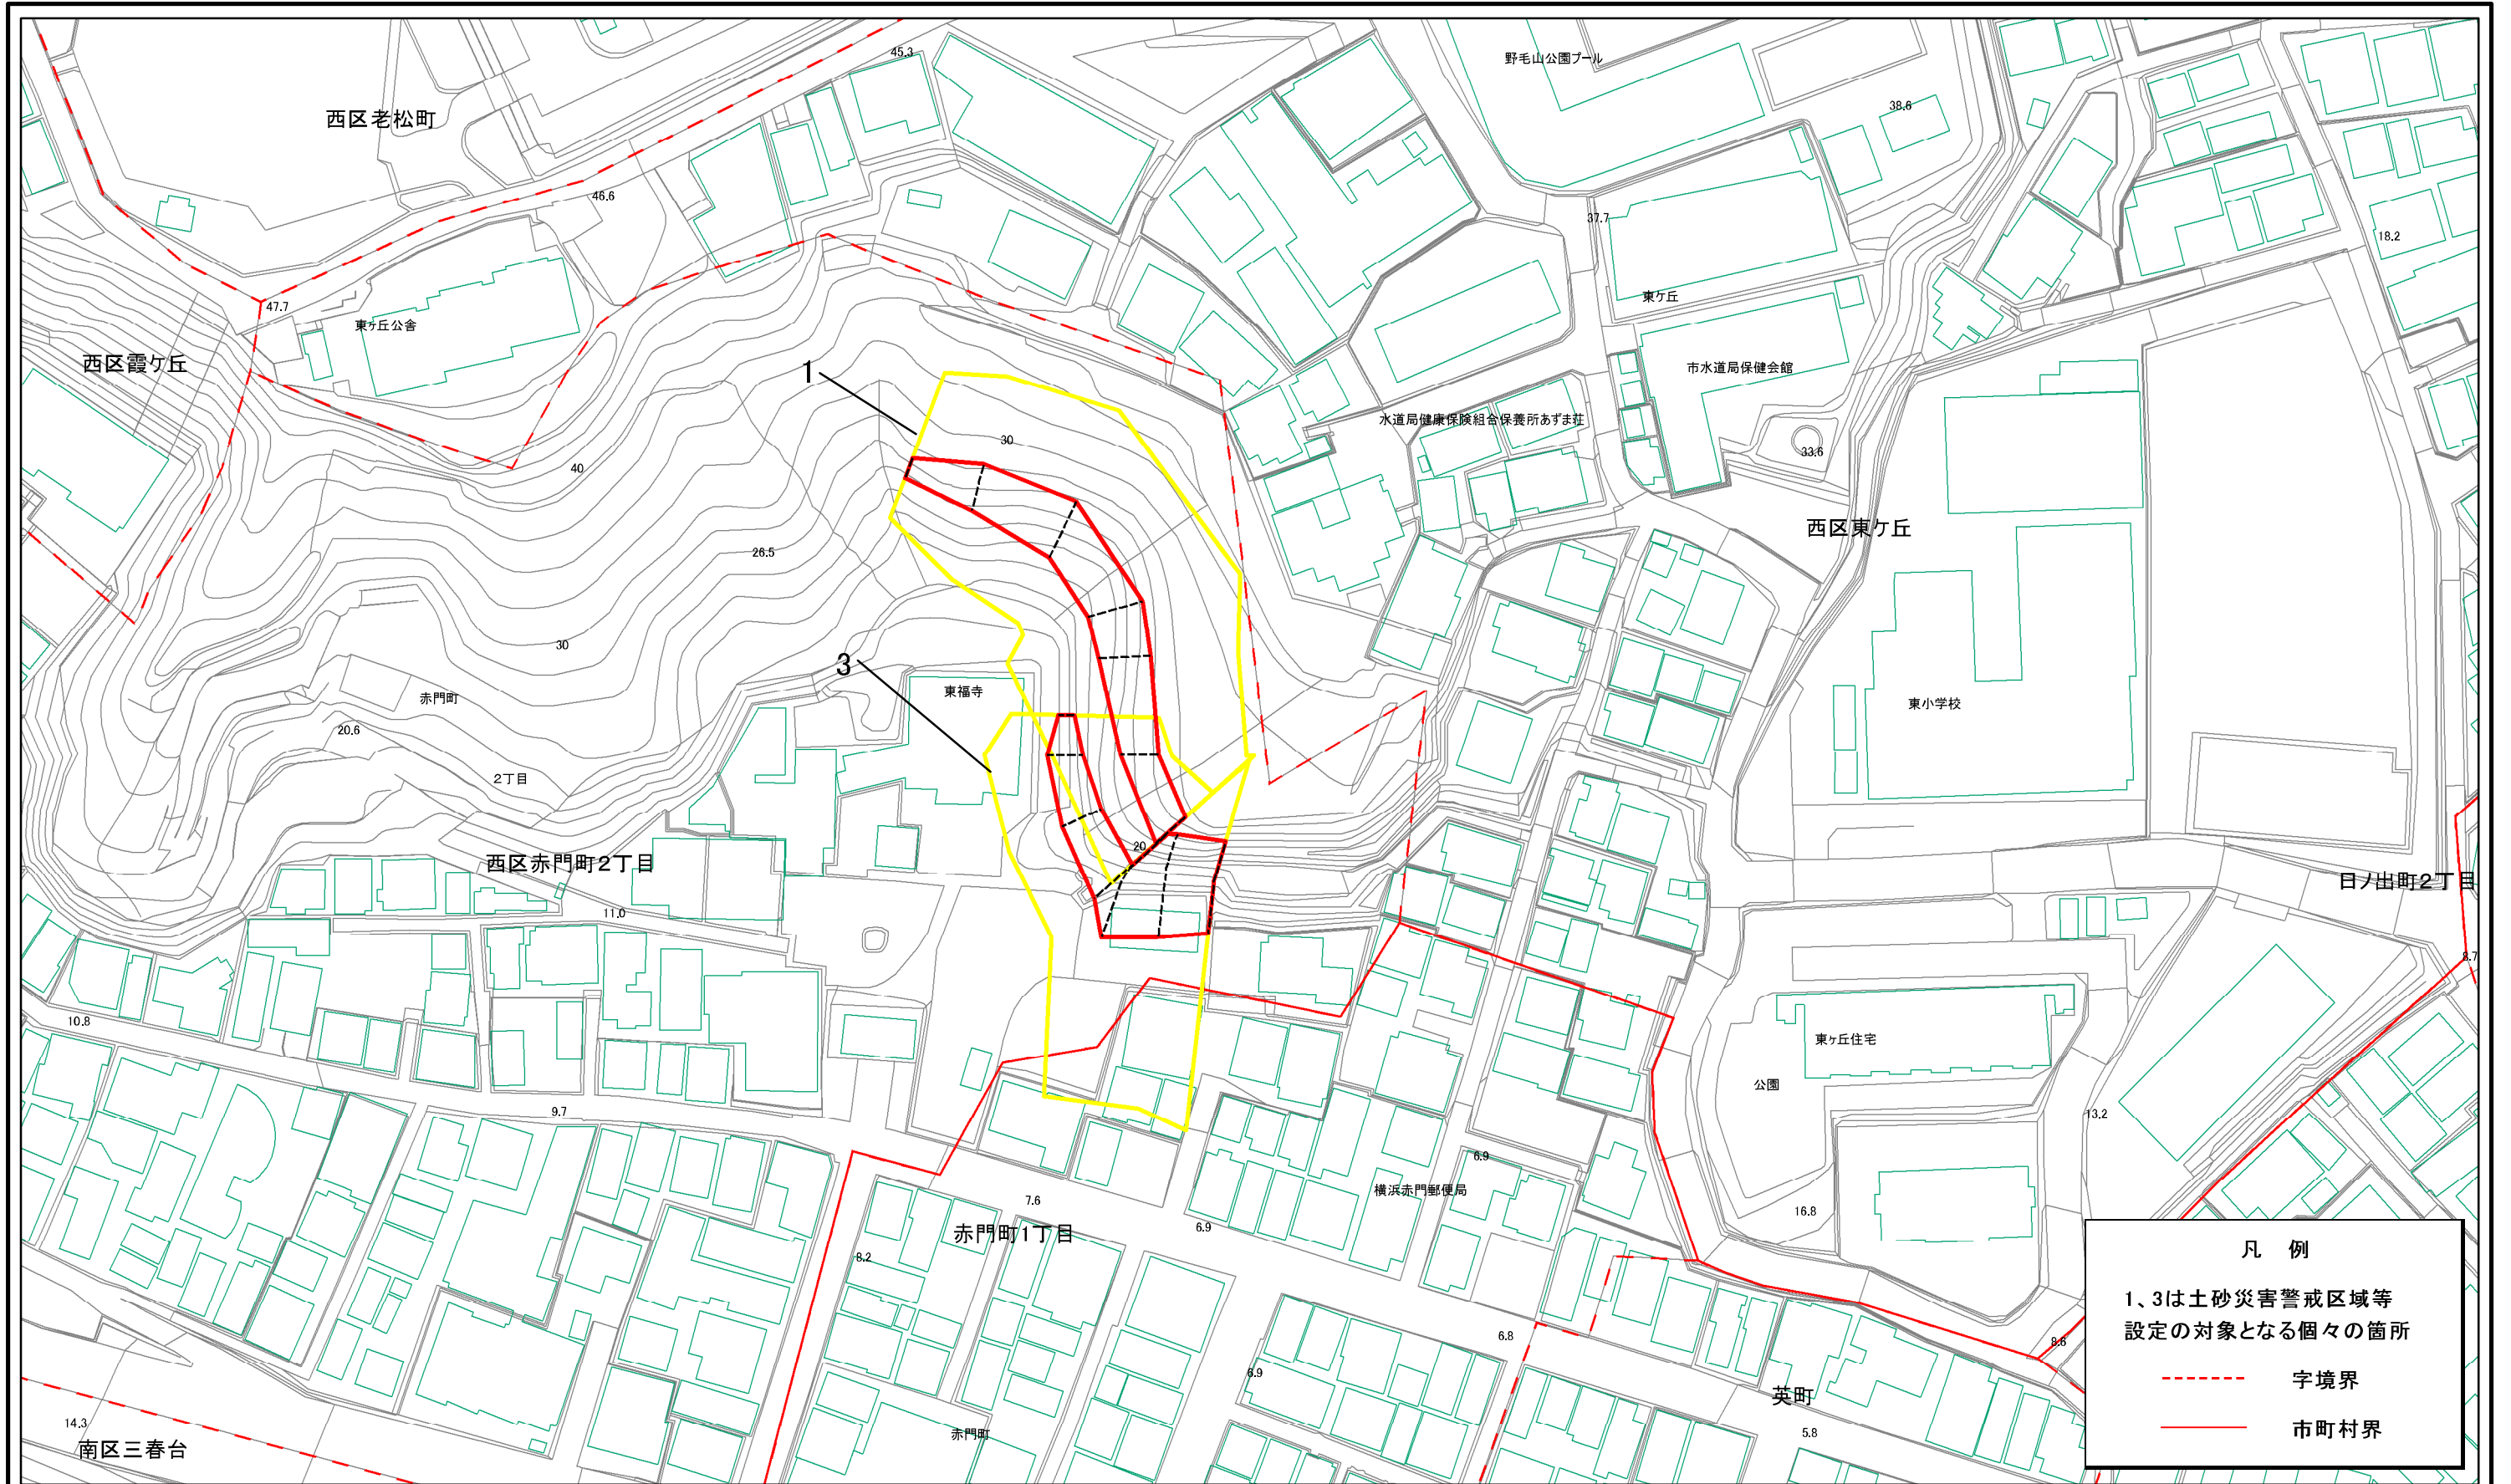 45.3
野毛山公園プール
38.6
西区老松町
46.6
37.7
18.2
47.7
東ヶ丘公舎
東ケ丘
西区霞ケ丘
1
市水道局保健会館
水道局健康保険組合保養所あずま荘
30
33.6
40
西区東ケ丘
26.5
30
3
東福寺
赤門町
東小学校
20.6
2丁目
20
西区赤門町2丁目
日ノ出町2丁目
11.0
8.7
10.8
東ヶ丘住宅
公園
9.7
13.2
6.9
横浜赤門郵便局
7.6
16.8
6.9
赤門町1丁目
8.2
6.8
8.6
6.9
英町
14.3
赤門町
5.8
南区三春台
凡 例
1、3は土砂災害警戒区域等
設定の対象となる個々の箇所
字境界
市町村界